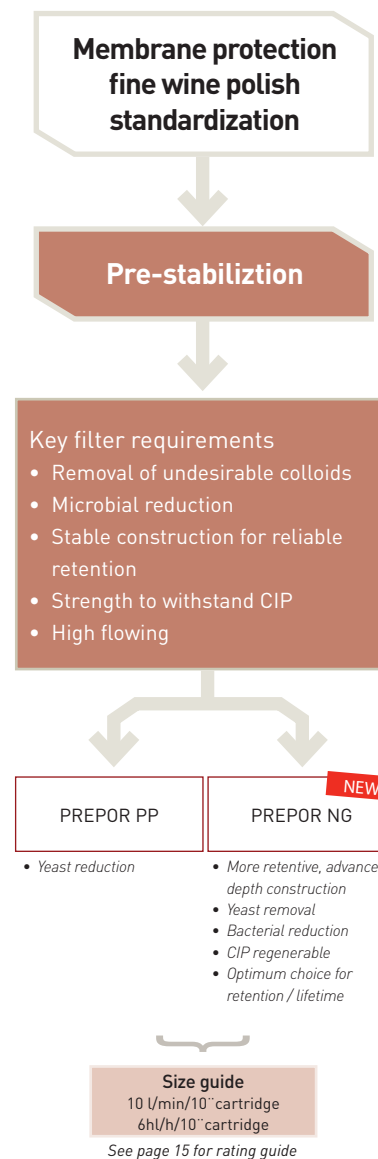 Membrane protection
fine wine polish
standardization
Pre-stabiliztion
Key filter requirements
• Removal of undesirable colloids
• Microbial reduction
• Stable construction for reliable
retention
• Strength to withstand CIP
• High flowing
NEW
PREPOR PP
• Yeast reduction
PREPOR NG
• More retentive, advance
depth construction
• Yeast removal
• Bacterial reduction
• CIP regenerable
• Optimum choice for
retention / lifetime
Size guide
10 l/min/10¨cartridge
6hl/h/10¨cartridge
See page 15 for rating guide